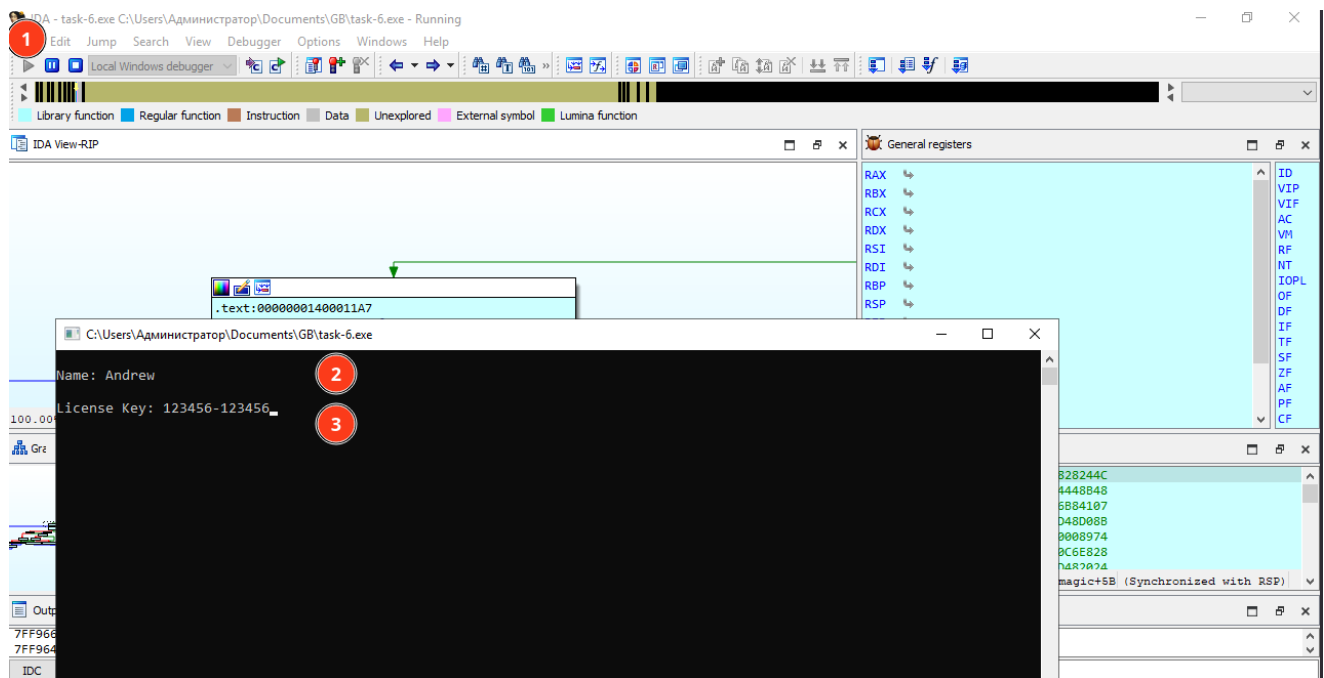 IDA - task-6.exe C:\Users\Администратор\Documents\GB\task-6.exe - Running
1
Edit Jump Search View Debugger Options Windows Help
Local Windows debugger
Library function Regular function Instruction Data Unexplored External symbol Lumina function
IDA View-RIP
General registers
RAX
RBX
RCX
RDX
RSI
RDI
RBP
RSP
ID
VIP
VIF
AC
VM
RF
NT
IOPL
OF
DF
IF
TF
SF
ZF
AF
PF
CF
.text:00000001400011A7
C:\Users\Администратор\Documents\GB\task-6.exe
Name: Andrew
2
License Key: 123456-123456
3
100.00
Gra
828244C
4448B48
6B84107
D48D08B
0008974
0C6E828
D482024
magic+5B (Synchronized with RSP)
Outp
7FF966
7FF964
IDC